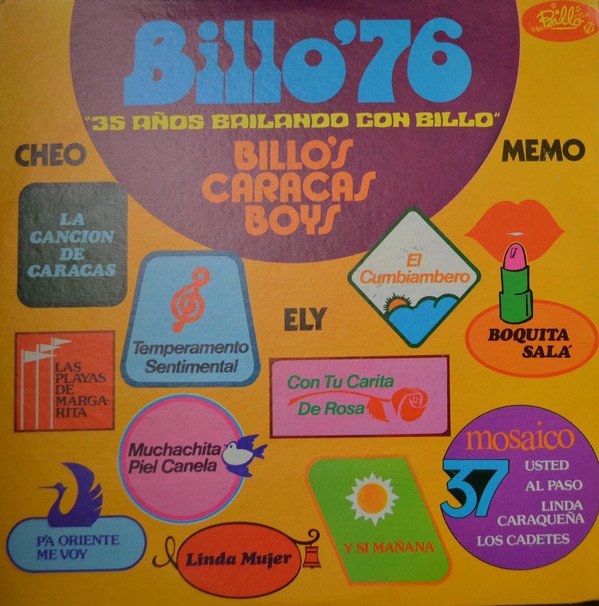 Billo'76
Billo
"35 AÑOS BAILANDO CON BILLO"
CHEO
BILLO'S
CARACAS
BOYS
MEMO
LA
CANCION
DE
CARACAS
El
Cumbiambero
Temperamento
Sentimental
ELY
BOQUITA
SALÁ
LAS
PLAYAS
DE
MARGA-
RITA
Con Tu Carita
De Rosa
Muchachita
Piel Canela
mosaico
37
USTED
AL PASO
LINDA
CARAQUEÑA
LOS CADETES
P'A ORIENTE
ME VOY
Linda Mujer
Y SI MAÑANA